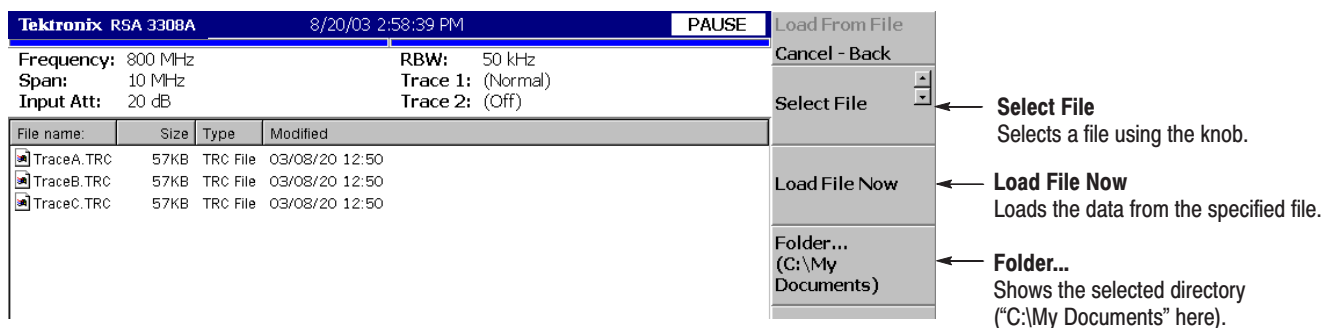 Tektronix RSA 3308A 8/20/03 2:58:39 PM PAUSE
Frequency: 800 MHz RBW: 50 kHz
Span: 10 MHz Trace 1: (Normal)
Input Att: 20 dB Trace 2: (Off)
File name: Size Type Modified
TraceA.TRC 57KB TRC File 03/08/20 12:50
TraceB.TRC 57KB TRC File 03/08/20 12:50
TraceC.TRC 57KB TRC File 03/08/20 12:50
Load From File
Cancel - Back
Select File
Load File Now
Folder...
(C:\My
Documents)
Select File
Selects a file using the knob.
Load File Now
Loads the data from the specified file.
Folder...
Shows the selected directory
(“C:\My Documents” here).